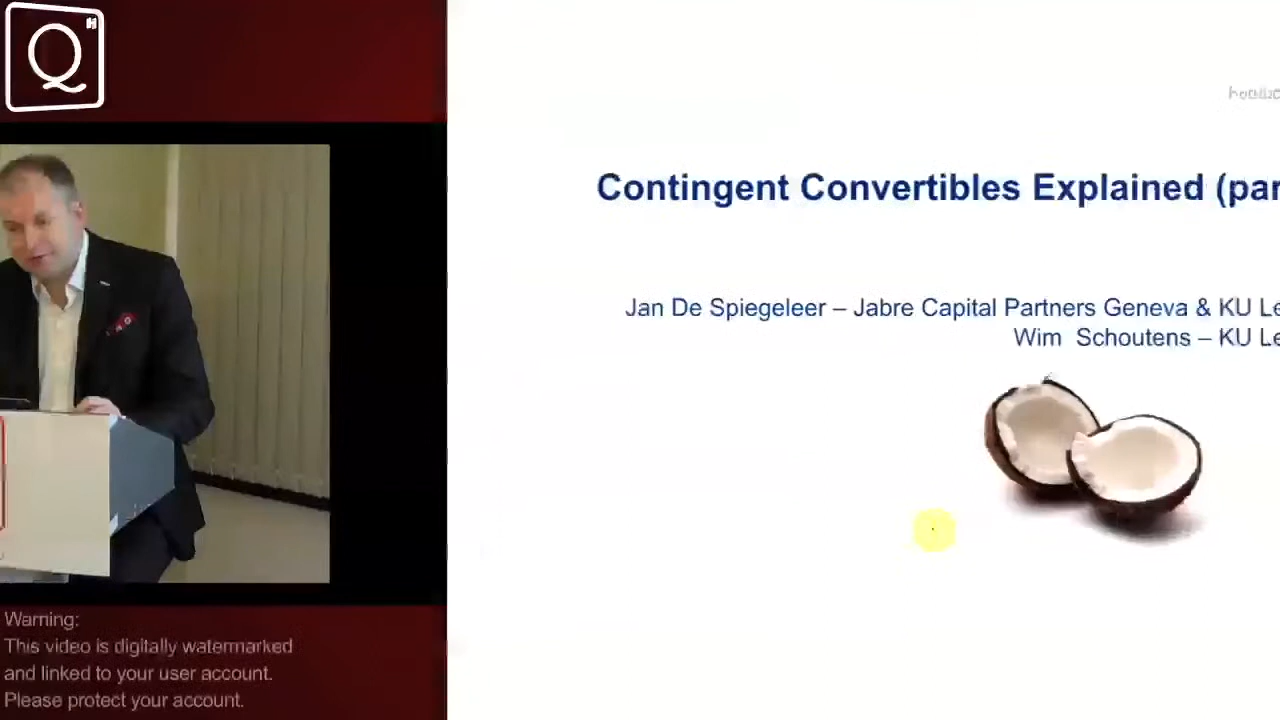 Q
Contingent Convertibles Explained (par
Jan De Spiegeleer – Jabre Capital Partners Geneva & KU Le
Wim Schoutens – KU Le
Warning:
This video is digitally watermarked
and linked to your user account.
Please protect your account.